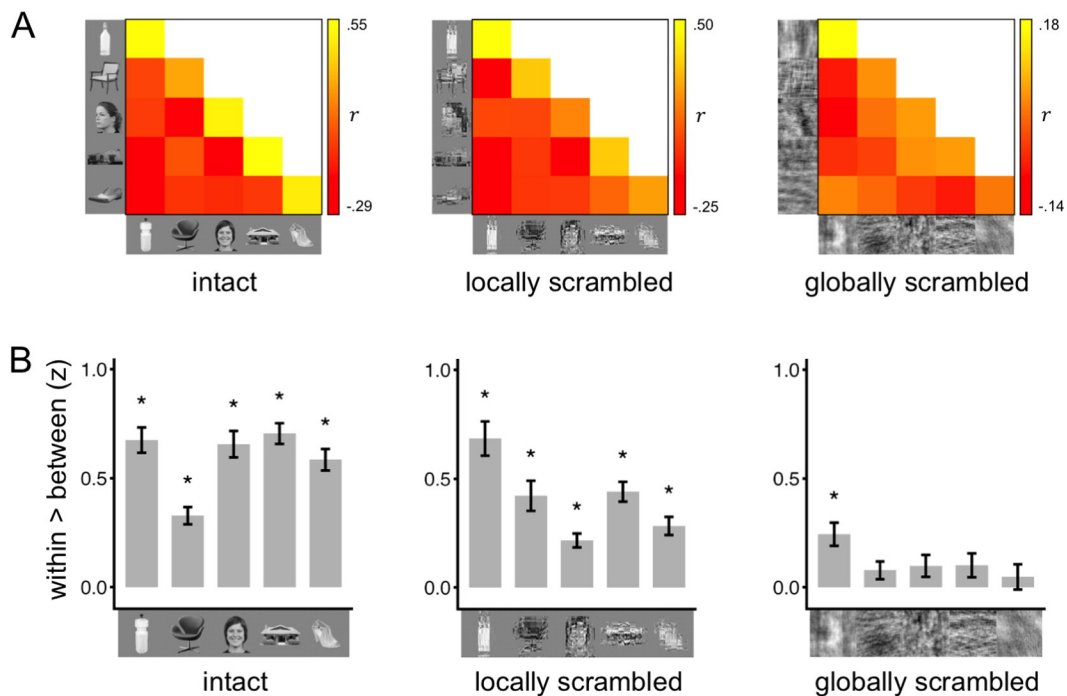 A
.55
r
-.29
intact
.50
r
-.25
locally scrambled
.18
r
-.14
globally scrambled
B
within > between (z)
1.0
0.5
0.0
* * * * *
intact
1.0
0.5
0.0
* * * * *
locally scrambled
1.0
0.5
0.0
*
globally scrambled